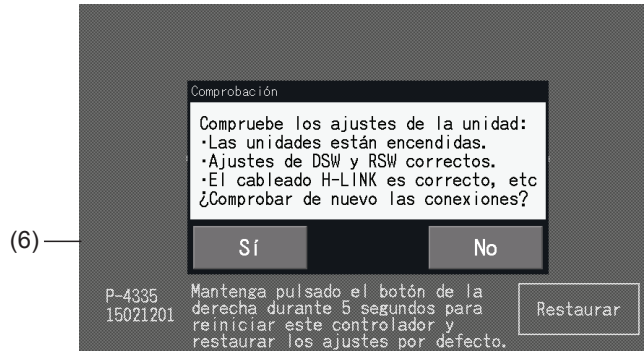 Comprobación
Compruebe los ajustes de la unidad:
·Las unidades están encendidas.
·Ajustes de DSW y RSW correctos.
·El cableado H-LINK es correcto, etc
¿Comprobar de nuevo las conexiones?
(6)
Sí No
P-4335
15021201
Mantenga pulsado el botón de la
derecha durante 5 segundos para
reiniciar este controlador y
restaurar los ajustes por defecto.
Restaurar